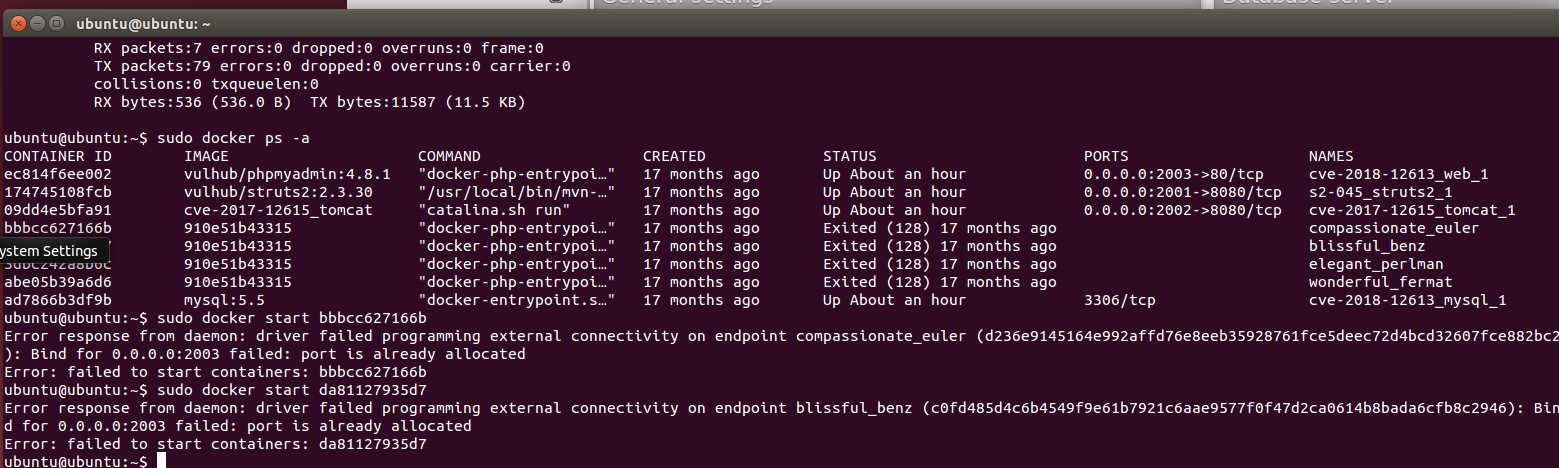 General Settings
Database server
ubuntu@ubuntu: ~
RX packets:7 errors:0 dropped:0 overruns:0 frame:0
TX packets:79 errors:0 dropped:0 overruns:0 carrier:0
collisions:0 txqueuelen:0
RX bytes:536 (536.0 B)  TX bytes:11587 (11.5 KB)
ubuntu@ubuntu:~$ sudo docker ps -a
CONTAINER ID        IMAGE                     COMMAND                  CREATED             STATUS                       PORTS                    NAMES
ec814f6ee002        vulhub/phpmyadmin:4.8.1   "docker-php-entrypoi…"   17 months ago       Up About an hour             0.0.0.0:2003->80/tcp     cve-2018-12613_web_1
174745108fcb        vulhub/struts2:2.3.30     "/usr/local/bin/mvn-…"   17 months ago       Up About an hour             0.0.0.0:2001->8080/tcp   s2-045_struts2_1
09dd4e5bfa91        cve-2017-12615_tomcat     "catalina.sh run"        17 months ago       Up About an hour             0.0.0.0:2002->8080/tcp   cve-2017-12615_tomcat_1
bbbcc627166b        910e51b43315              "docker-php-entrypoi…"   17 months ago       Exited (128) 17 months ago                            compassionate_euler
910e51b43315              "docker-php-entrypoi…"   17 months ago       Exited (128) 17 months ago                            blissful_benz
ystem Settings
910e51b43315              "docker-php-entrypoi…"   17 months ago       Exited (128) 17 months ago                            elegant_perlman
abe05b39a6d6        910e51b43315              "docker-php-entrypoi…"   17 months ago       Exited (128) 17 months ago                            wonderful_fermat
ad7866b3df9b        mysql:5.5                 "docker-entrypoint.s…"   17 months ago       Up About an hour             3306/tcp                 cve-2018-12613_mysql_1
ubuntu@ubuntu:~$ sudo docker start bbbcc627166b
Error response from daemon: driver failed programming external connectivity on endpoint compassionate_euler (d236e9145164e992affd76e8eeb35928761fce5deec72d4bcd32607fce882bc2
): Bind for 0.0.0.0:2003 failed: port is already allocated
Error: failed to start containers: bbbcc627166b
ubuntu@ubuntu:~$ sudo docker start da81127935d7
Error response from daemon: driver failed programming external connectivity on endpoint blissful_benz (c0fd485d4c6b4549f9e61b7921c6aae9577f0f47d2ca0614b8bada6cfb8c2946): Bin
d for 0.0.0.0:2003 failed: port is already allocated
Error: failed to start containers: da81127935d7
ubuntu@ubuntu:~$